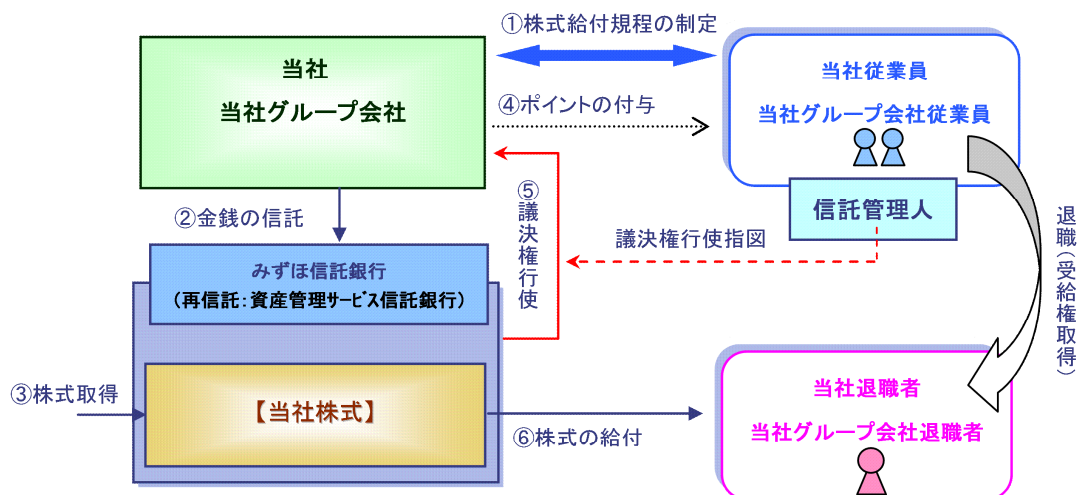 ①株式給付規程の制定
当社
当社グループ会社
④ポイントの付与
当社従業員
当社グループ会社従業員
信託管理人
②金銭の信託
⑤議決権行使
議決権行使指図
退職(受給権取得)
みずほ信託銀行
(再信託:資産管理サービス信託銀行)
③株式取得
【当社株式】
⑥株式の給付
当社退職者
当社グループ会社退職者